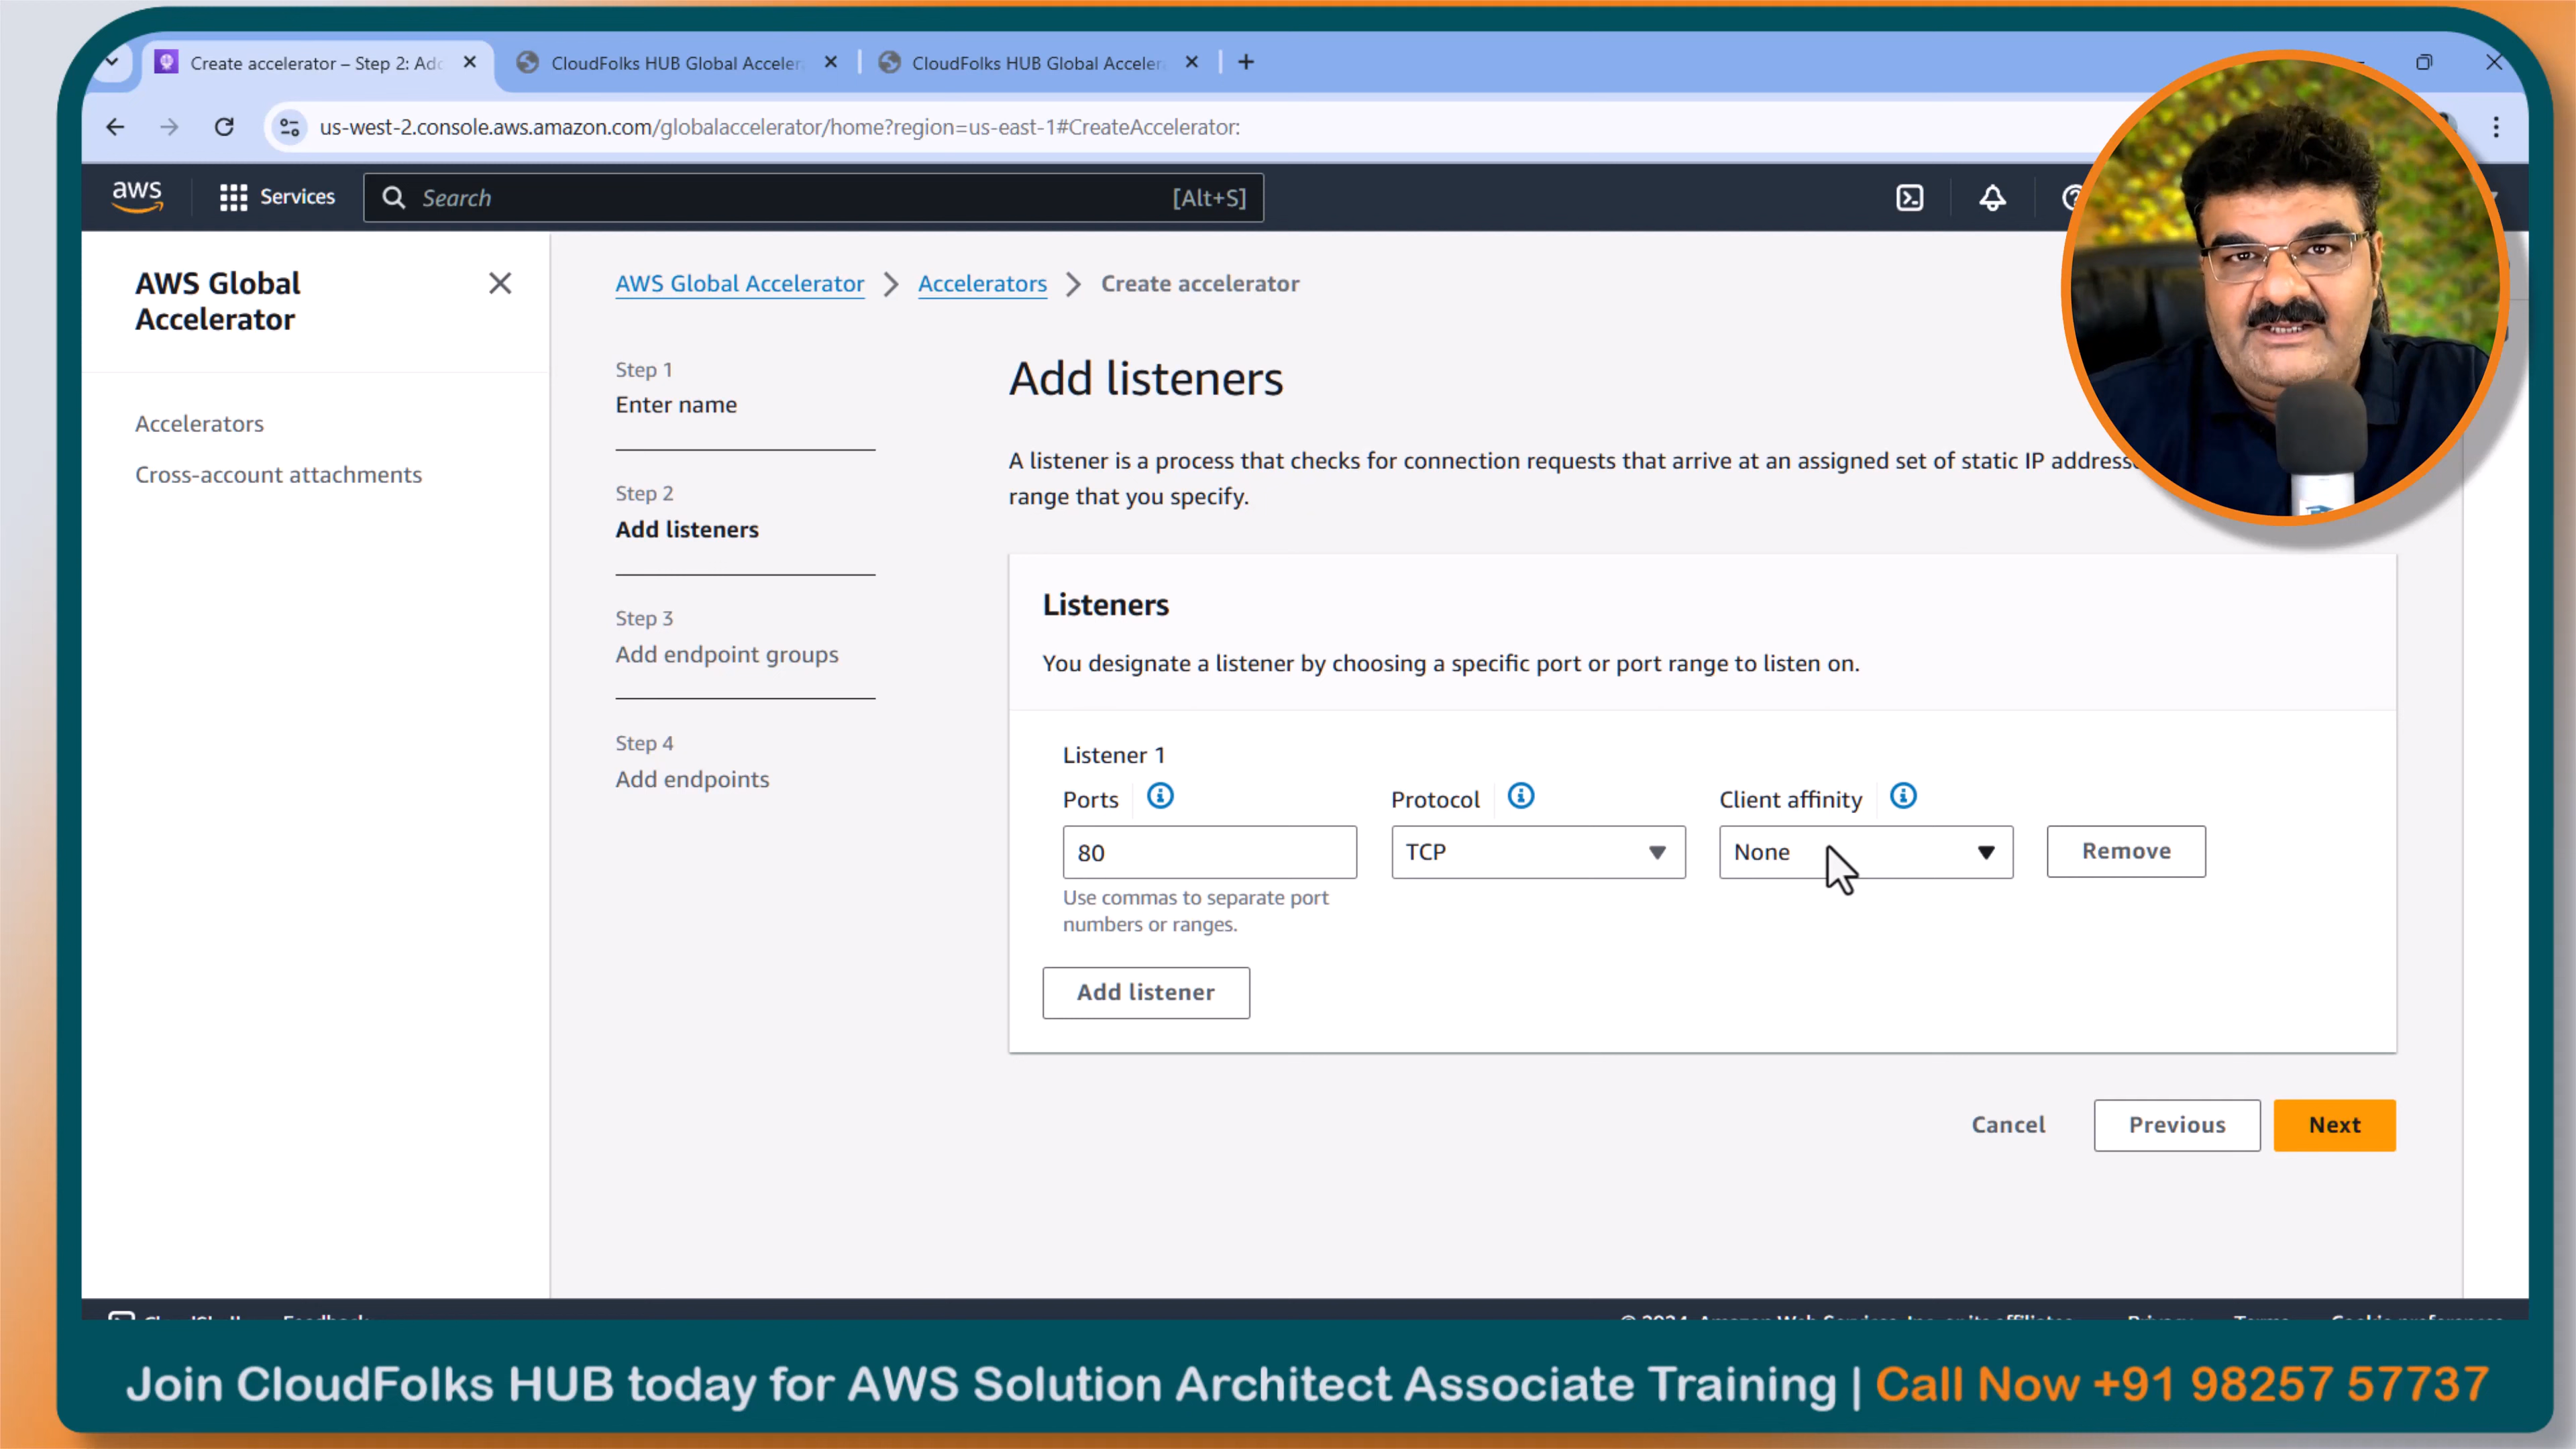 Create accelerator – Step 2: Add
CloudFolks HUB Global Acceler
CloudFolks HUB Global Acceler
us-west-2.console.aws.amazon.com/globalaccelerator/home?region=us-east-1#CreateAccelerator:
aws
Services
Search
[Alt+S]
AWS Global
Accelerator
Accelerators
Cross-account attachments
AWS Global Accelerator
Accelerators
Create accelerator
Step 1
Enter name
Step 2
Add listeners
Step 3
Add endpoint groups
Step 4
Add endpoints
Add listeners
A listener is a process that checks for connection requests that arrive at an assigned set of static IP
range that you specify.
Listeners
You designate a listener by choosing a specific port or port range to listen on.
Listener 1
Ports
Protocol
Client affinity
80
TCP
None
Remove
Use commas to separate port
numbers or ranges.
Add listener
Cancel
Previous
Next
Join CloudFolks HUB today for AWS Solution Architect Associate Training | Call Now +91 98257 57737